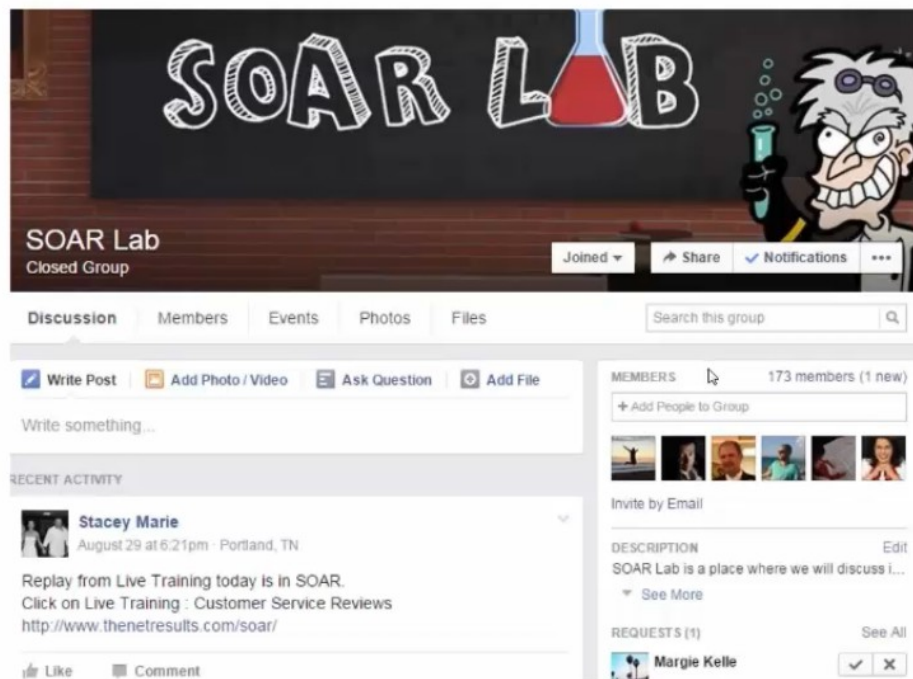 SOAR LAB
SOAR Lab
Closed Group
Joined
Share
Notifications
Discussion
Members
Events
Photos
Files
Search this group
Write Post
Add Photo / Video
Ask Question
Add File
Write something...
RECENT ACTIVITY
Stacey Marie
August 29 at 6:21pm · Portland, TN
Replay from Live Training today is in SOAR.
Click on Live Training : Customer Service Reviews
http://www.thenetresults.com/soar/
Like
Comment
MEMBERS
173 members (1 new)
+ Add People to Group
Invite by Email
DESCRIPTION
Edit
SOAR Lab is a place where we will discuss i...
See More
REQUESTS (1)
See All
Margie Kelle